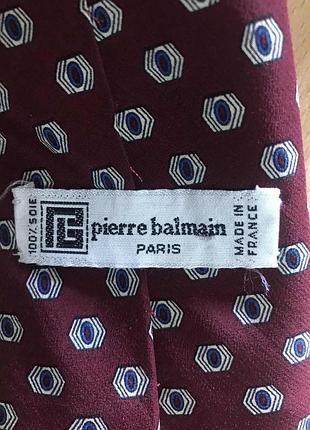 100% SOIE
pierre balmain
PARIS
MADE IN
FRANCE